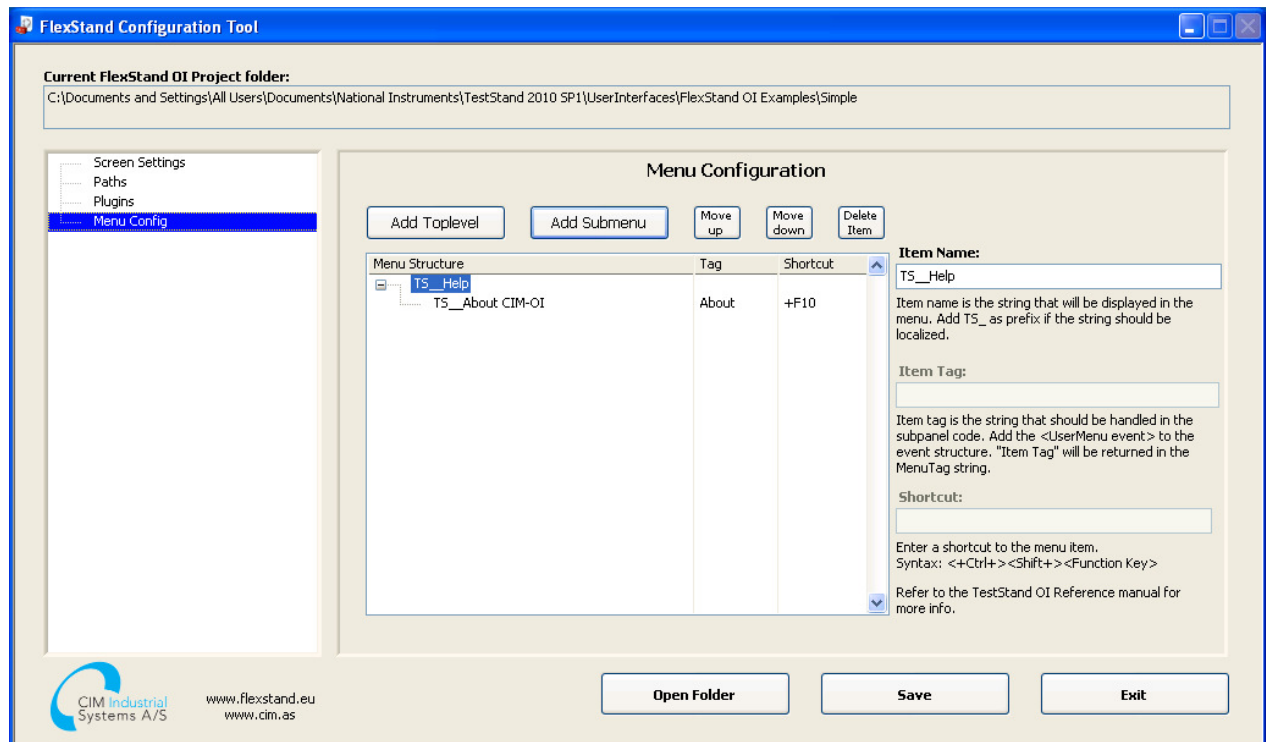 FlexStand Configuration Tool
Current FlexStand OI Project folder:
C:\Documents and Settings\All Users\Documents\National Instruments\TestStand 2010 SP1\UserInterfaces\FlexStand OI Examples\Simple
Screen Settings
Paths
Plugins
Menu Config
Menu Configuration
Add Toplevel
Add Submenu
Move
up
Move
down
Delete
Item
Menu Structure Tag Shortcut
TS__Help
TS__About CIM-OI About +F10
Item Name:
TS__Help
Item name is the string that will be displayed in the
menu. Add TS_ as prefix if the string should be
localized.
Item Tag:
Item tag is the string that should be handled in the
subpanel code. Add the <UserMenu event> to the
event structure. "Item Tag" will be returned in the
MenuTag string.
Shortcut:
Enter a shortcut to the menu item.
Syntax: <+Ctrl+><Shift+><Function Key>
Refer to the TestStand OI Reference manual for
more info.
CIM Industrial
Systems A/S
www.flexstand.eu
www.cim.as
Open Folder
Save
Exit